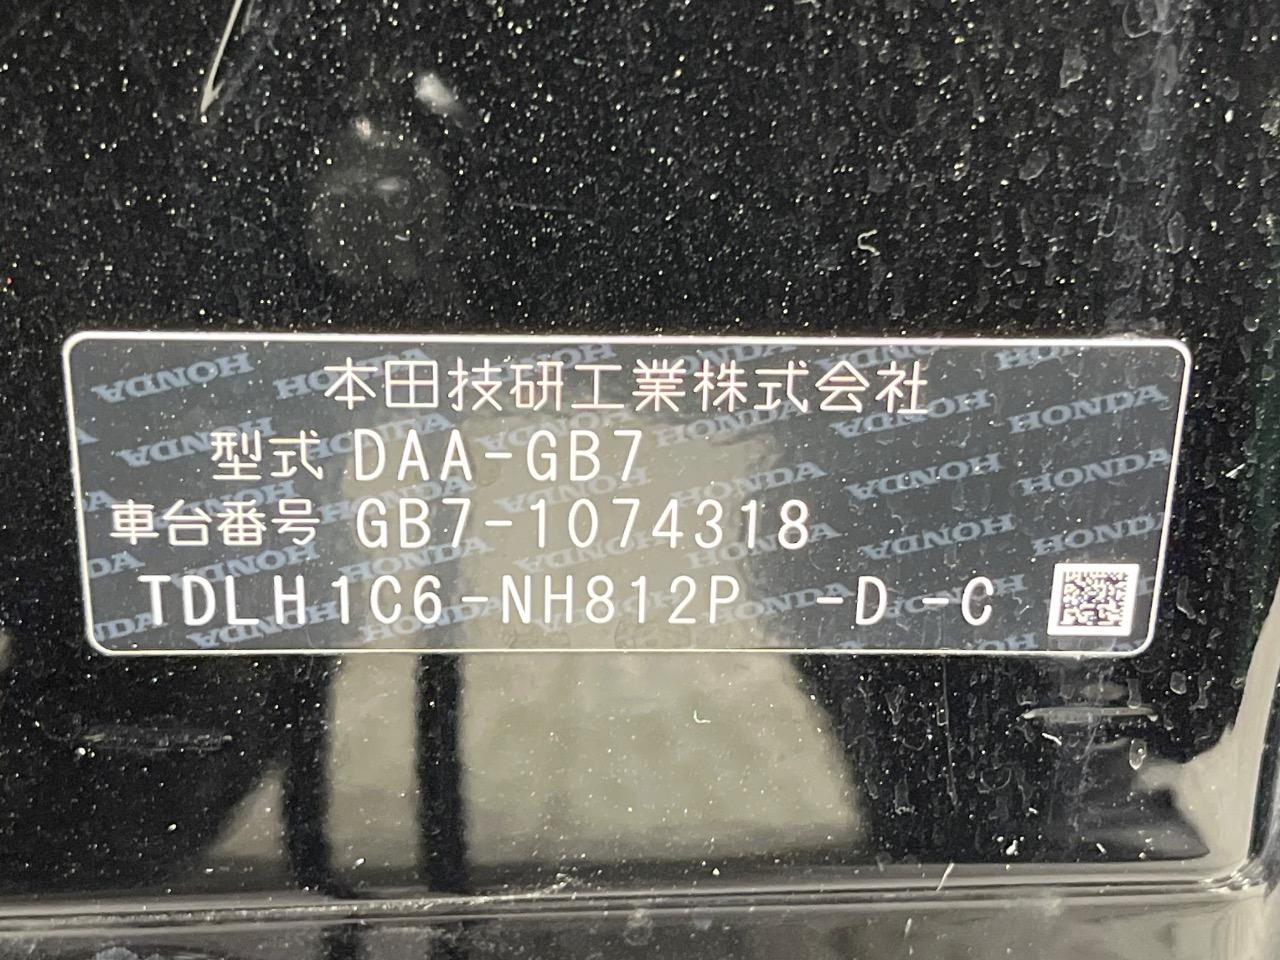 本田技研工業株式会社
型式 DAA-GB7
車台番号 GB7-1074318
TDLH1C6-NH812P -D -C